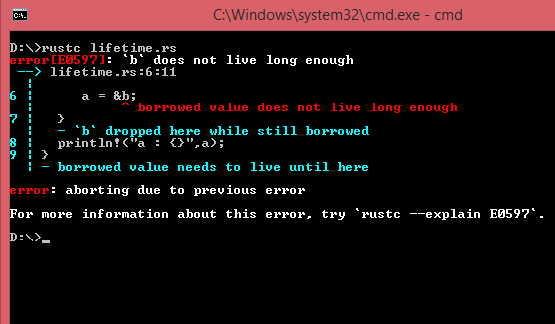 C:\Windows\system32\cmd.exe - cmd
D:\>rustc lifetime.rs
error[E0597]: `b` does not live long enough
 --> lifetime.rs:6:11
  |
6 |     a = &b;
  |          ^ borrowed value does not live long enough
7 |   }
  |   - `b` dropped here while still borrowed
8 |   println!("a : {}",a);
9 | }
  | - borrowed value needs to live until here
error: aborting due to previous error
For more information about this error, try `rustc --explain E0597`.
D:\>_